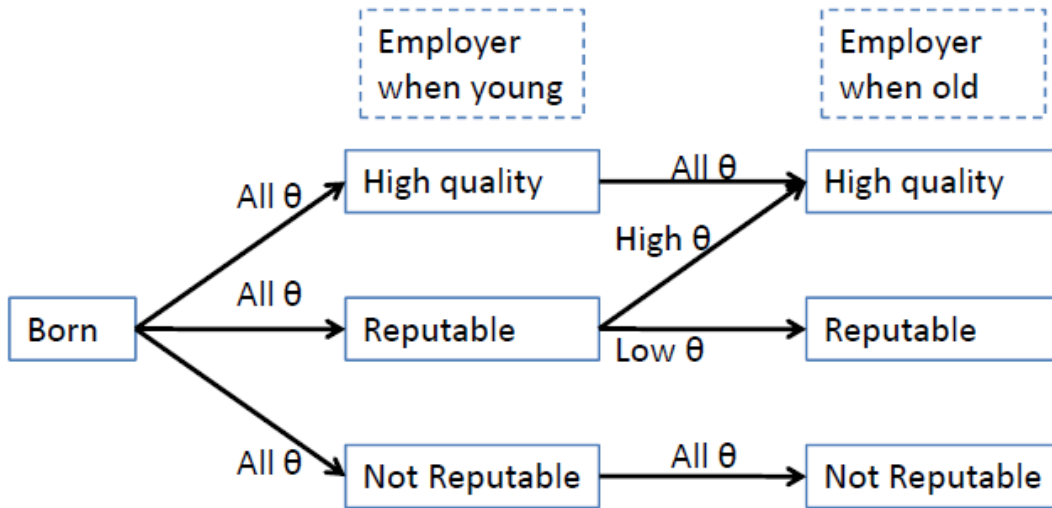 Employer
when young
Employer
when old
All θ
High quality
All θ
High quality
High θ
All θ
Born
Reputable
Low θ
Reputable
All θ
Not Reputable
All θ
Not Reputable